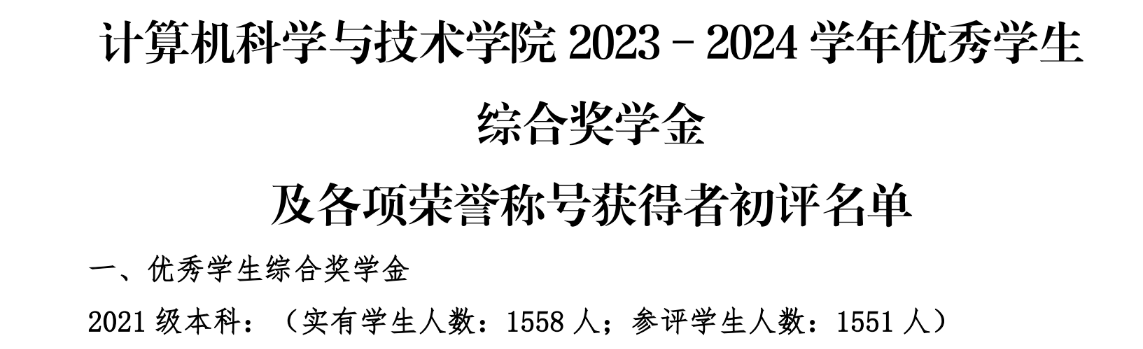 计算机科学与技术学院 2023－2024 学年优秀学生
综合奖学金
及各项荣誉称号获得者初评名单
一、优秀学生综合奖学金
2021 级本科：（实有学生人数：1558 人；参评学生人数：1551 人）